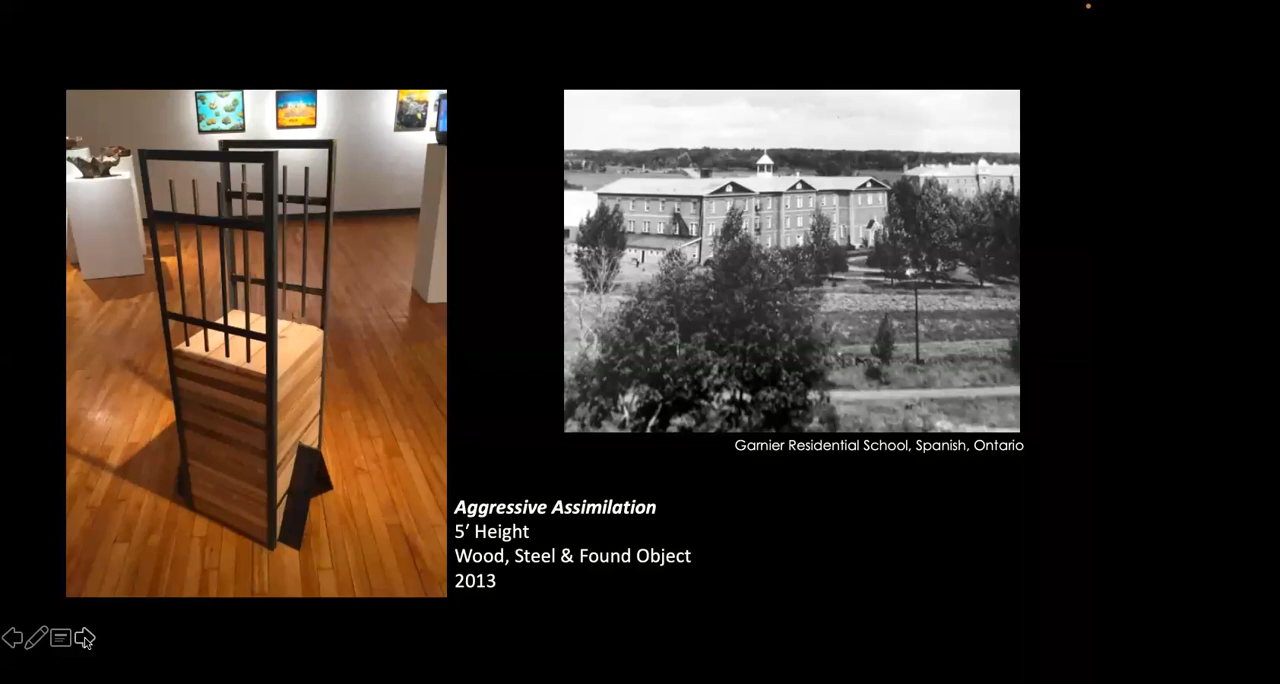 Garnier Residential School, Spanish, Ontario
Aggressive Assimilation
5’ Height
Wood, Steel & Found Object
2013